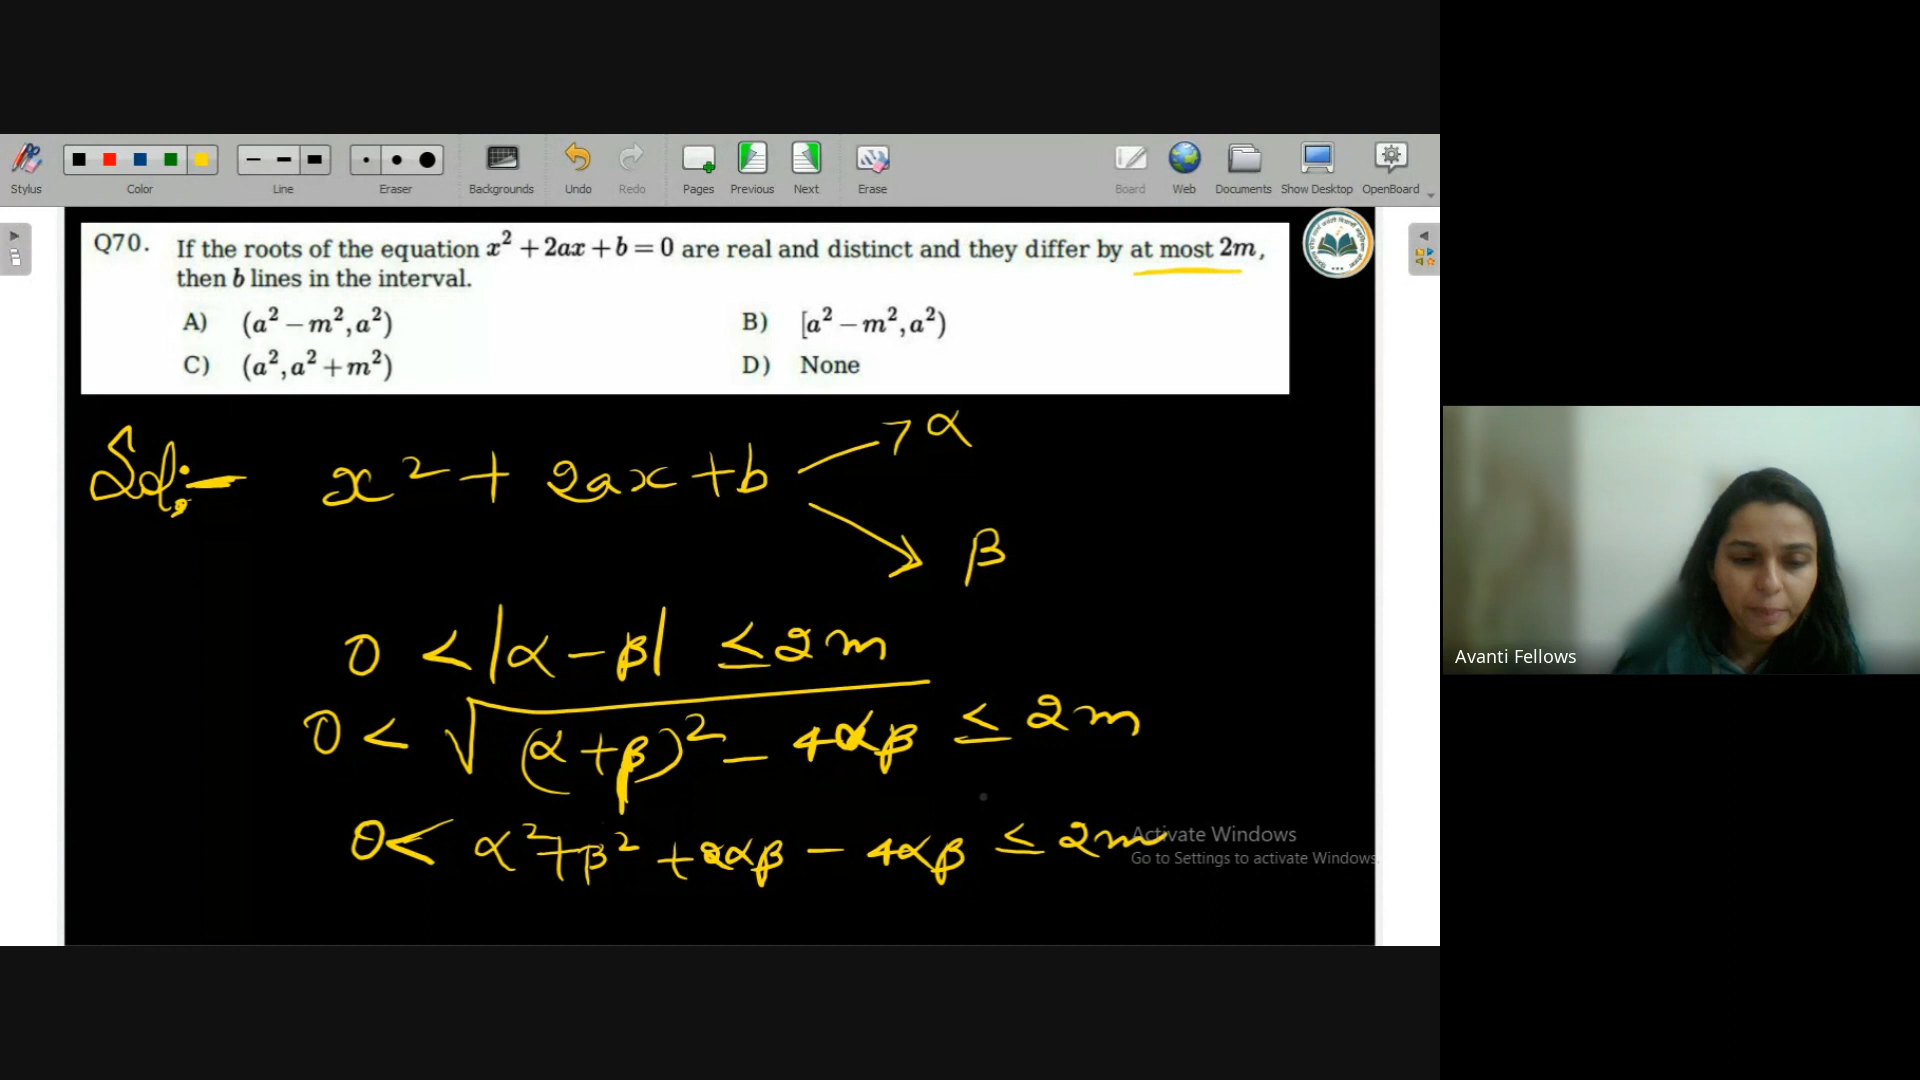 Stylus Color Line Eraser Backgrounds Undo Redo Pages Previous Next Erase Board Web Documents Show Desktop OpenBoard
Q70. If the roots of the equation x² + 2ax + b = 0 are real and distinct and they differ by at most 2m,
then b lines in the interval.
A) (a² − m², a²) B) [a² − m², a²)
C) (a², a² + m²) D) None
Sol:- x² + 2ax + b → α
→ β
0 < |α − β| ≤ 2m
0 < √(α + β)² − 4αβ ≤ 2m
0 < α² + β² + 2αβ − 4αβ ≤ 2m
Activate Windows
Go to Settings to activate Windows.
Avanti Fellows